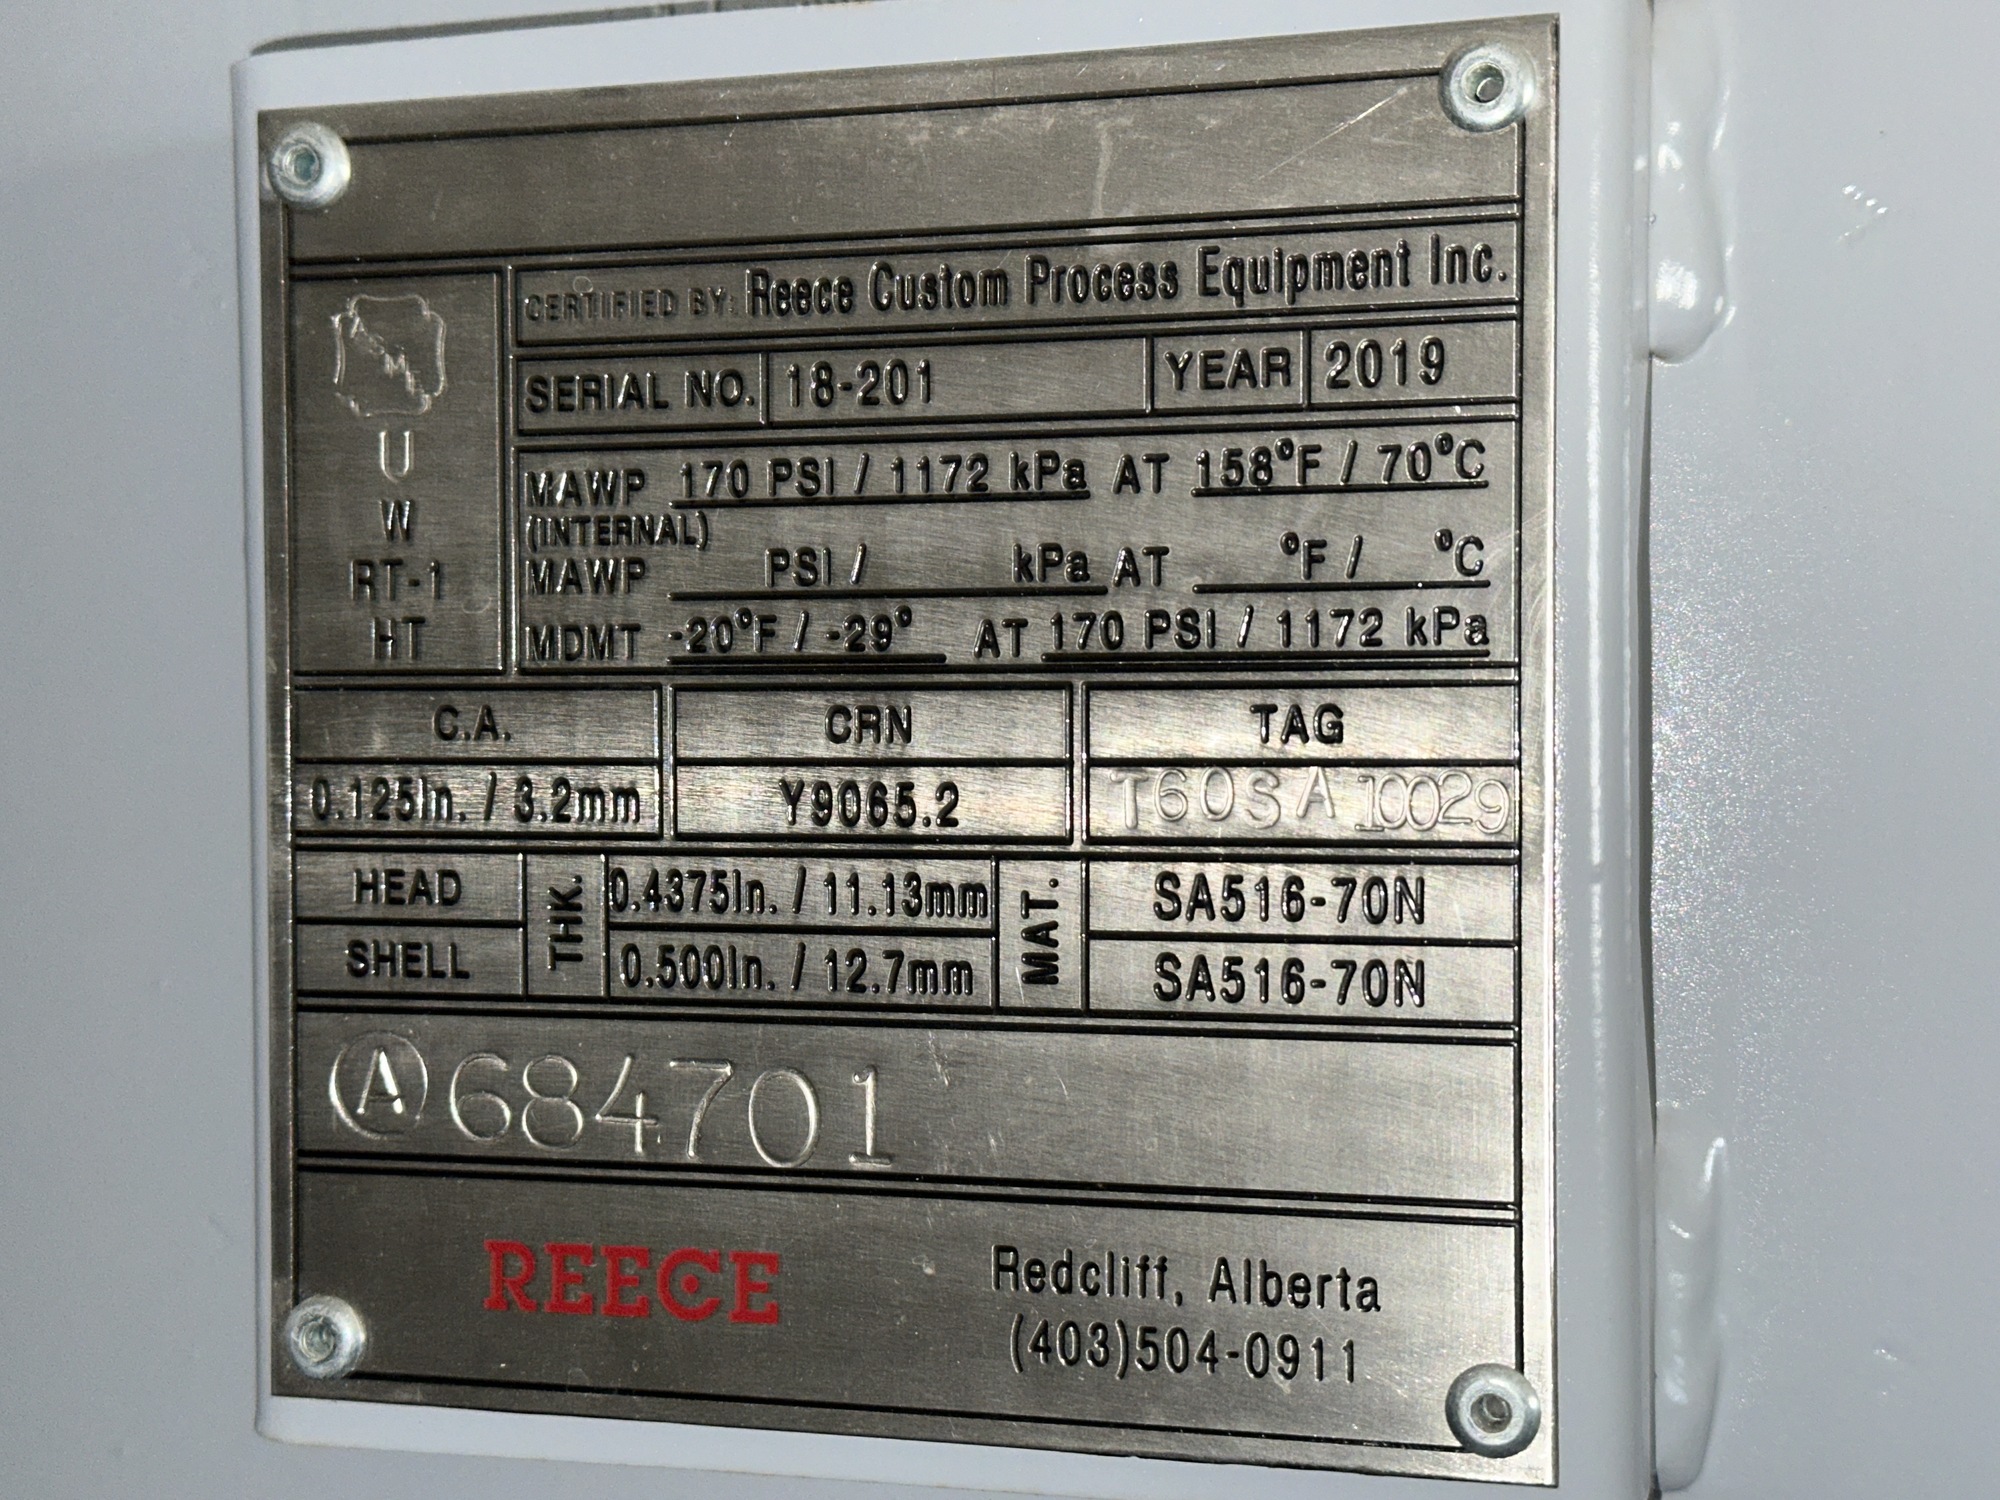 CERTIFIED BY: Reece Custom Process Equipment Inc.
SERIAL NO. 18-201 YEAR 2019
U
W
RT-1
HT
MAWP 170 PSI / 1172 kPa AT 158°F / 70°C
(INTERNAL)
MAWP PSI / kPa AT °F / °C
MDMT -20°F / -29° AT 170 PSI / 1172 kPa
C.A. CRN TAG
0.125In. / 3.2mm Y9065.2 T60SA 10029
HEAD THK. 0.4375In. / 11.13mm MAT. SA516-70N
SHELL 0.500In. / 12.7mm SA516-70N
Ⓐ684701
REECE
Redcliff, Alberta
(403)504-0911